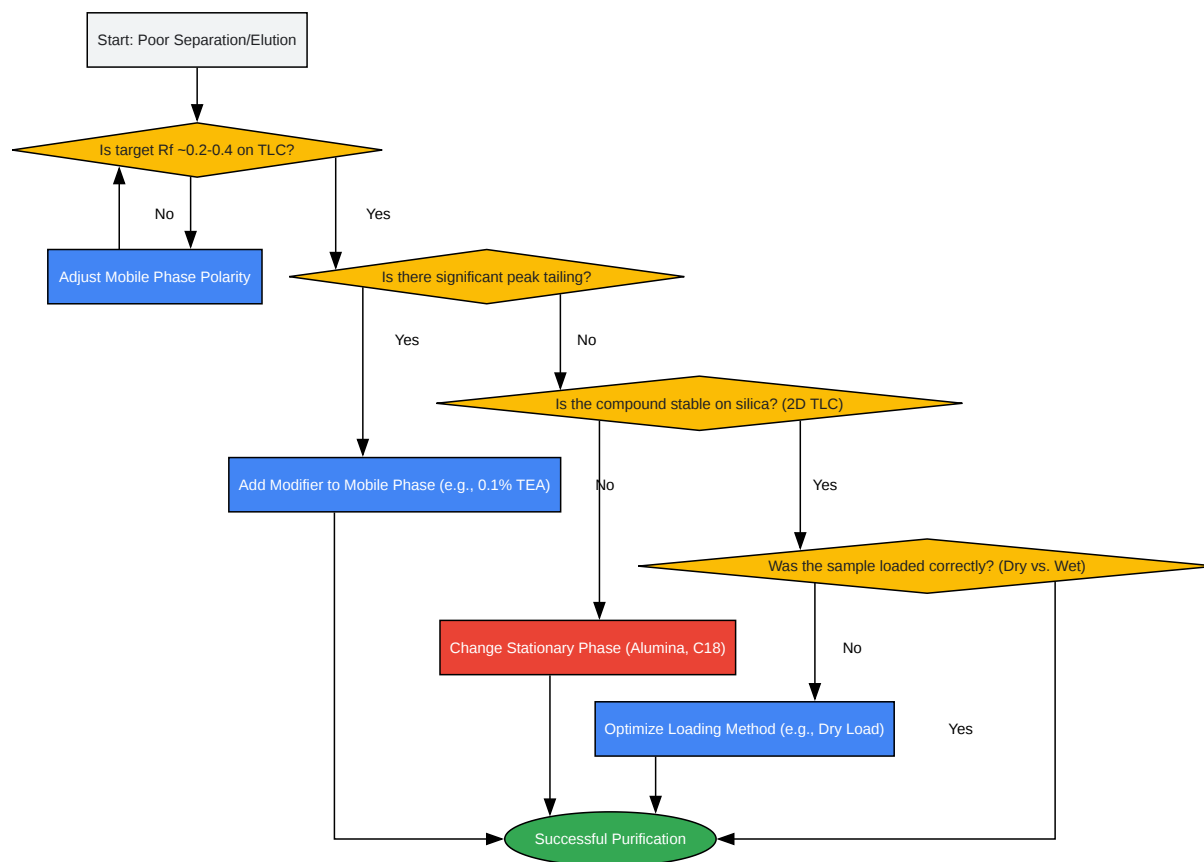 Start: Poor Separation/Elution
Is target Rf ~0.2-0.4 on TLC?
No
Yes
Adjust Mobile Phase Polarity
Is there significant peak tailing?
Yes
No
Is the compound stable on silica? (2D TLC)
Add Modifier to Mobile Phase (e.g., 0.1% TEA)
No
Yes
Was the sample loaded correctly? (Dry vs. Wet)
Change Stationary Phase (Alumina, C18)
No
Optimize Loading Method (e.g., Dry Load)
Yes
Successful Purification